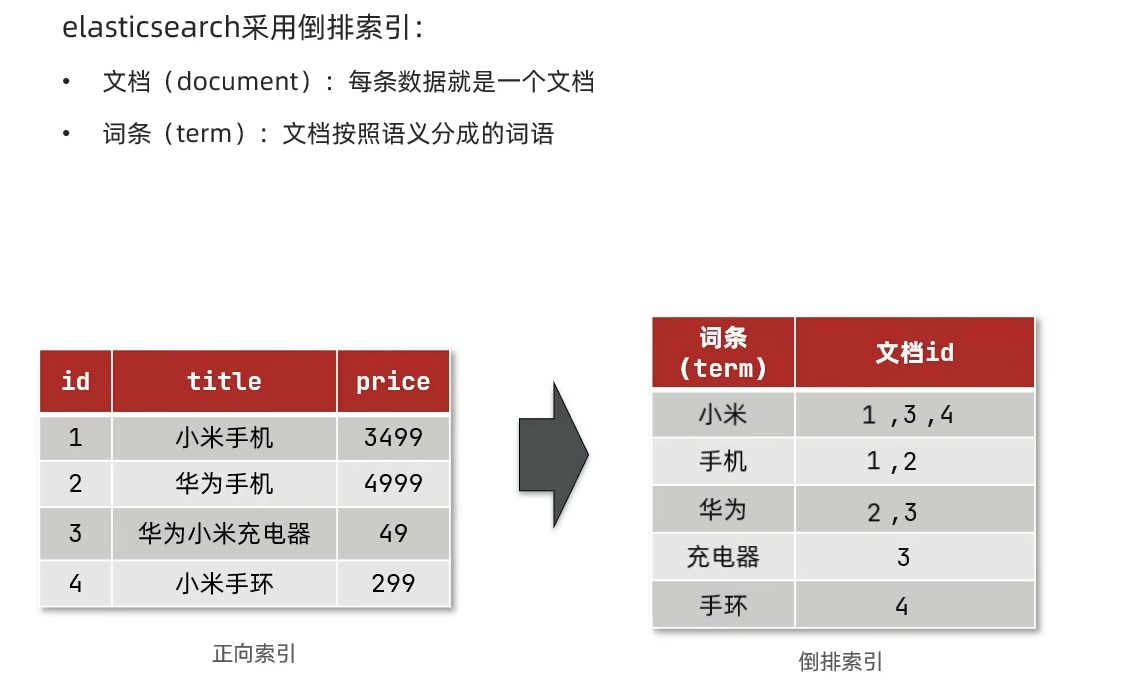 elasticsearch采用倒排索引：
• 文档（document）：每条数据就是一个文档
• 词条（term）：文档按照语义分成的词语
id title price
1 小米手机 3499
2 华为手机 4999
3 华为小米充电器 49
4 小米手环 299
正向索引
词条
(term) 文档id
小米 1 ,3 ,4
手机 1 ,2
华为 2 ,3
充电器 3
手环 4
倒排索引